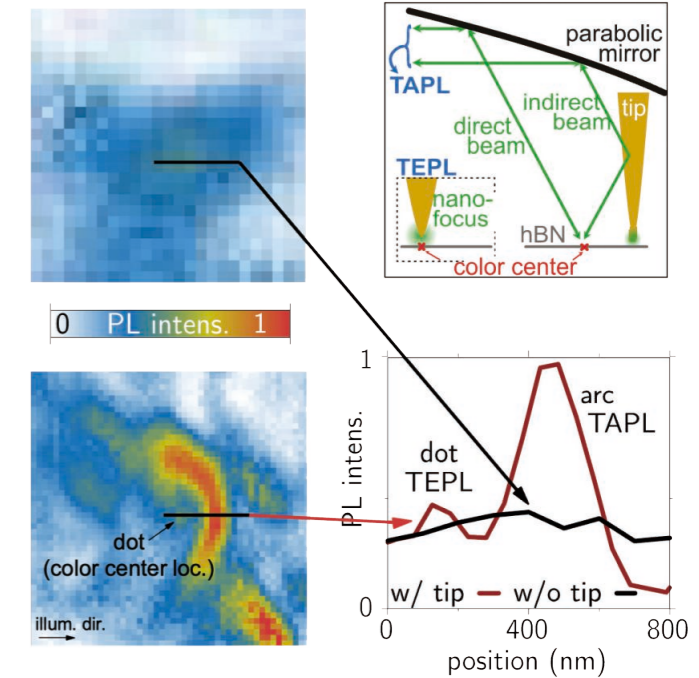 parabolic
mirror
TAPL
indirect
beam
tip
direct
beam
TEPL
nano-
focus
hBN
color center
0 PL intens. 1
dot
(color center loc.)
illum. dir.
1
PL intens.
0
arc
TAPL
dot
TEPL
w/ tip
w/o tip
0 400 800
position (nm)